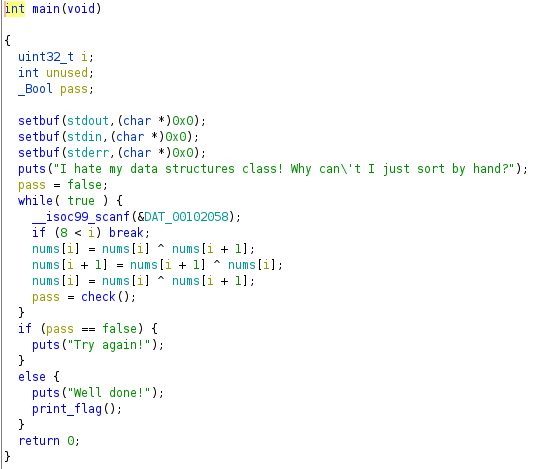 int main(void)
{
uint32_t i;
int unused;
_Bool pass;
setbuf(stdout,(char *)0x0);
setbuf(stdin,(char *)0x0);
setbuf(stderr,(char *)0x0);
puts("I hate my data structures class! Why can\'t I just sort by hand?");
pass = false;
while( true ) {
__isoc99_scanf(&DAT_00102058);
if (8 < i) break;
nums[i] = nums[i] ^ nums[i + 1];
nums[i + 1] = nums[i + 1] ^ nums[i];
nums[i] = nums[i] ^ nums[i + 1];
pass = check();
}
if (pass == false) {
puts("Try again!");
}
else {
puts("Well done!");
print_flag();
}
return 0;
}